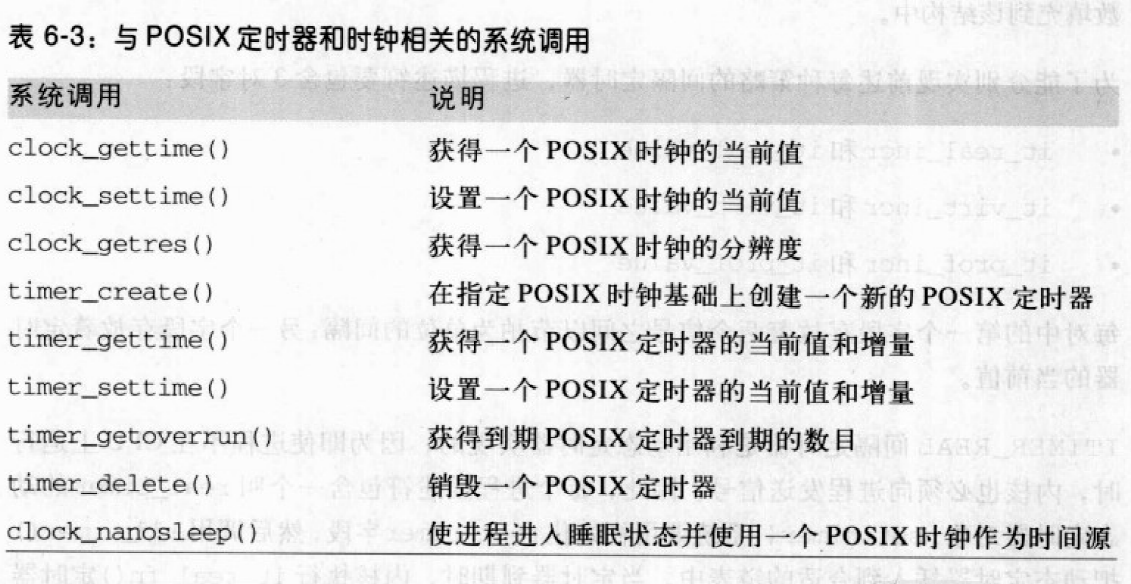 表 6-3：与 POSIX 定时器和时钟相关的系统调用
系统调用 说明
clock_gettime() 获得一个 POSIX 时钟的当前值
clock_settime() 设置一个 POSIX 时钟的当前值
clock_getres() 获得一个 POSIX 时钟的分辨度
timer_create() 在指定 POSIX 时钟基础上创建一个新的 POSIX 定时器
timer_gettime() 获得一个 POSIX 定时器的当前值和增量
timer_settime() 设置一个 POSIX 定时器的当前值和增量
timer_getoverrun() 获得到期 POSIX 定时器到期的数目
timer_delete() 销毁一个 POSIX 定时器
clock_nanosleep() 使进程进入睡眠状态并使用一个 POSIX 时钟作为时间源